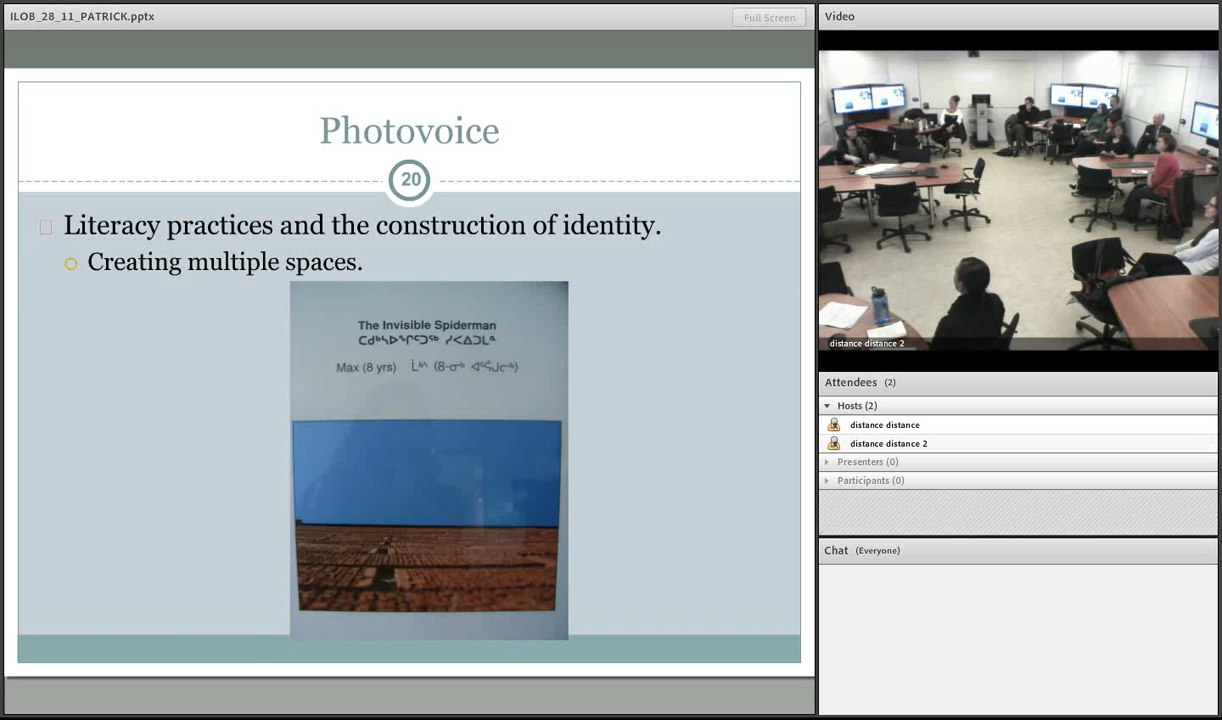 ILOB_28_11_PATRICK.pptx
Full Screen
Photovoice
20
Literacy practices and the construction of identity.
Creating multiple spaces.
The Invisible Spiderman
Max (8 yrs)
Video
distance distance 2
Attendees (2)
Hosts (2)
distance distance
distance distance 2
Presenters (0)
Participants (0)
Chat (Everyone)